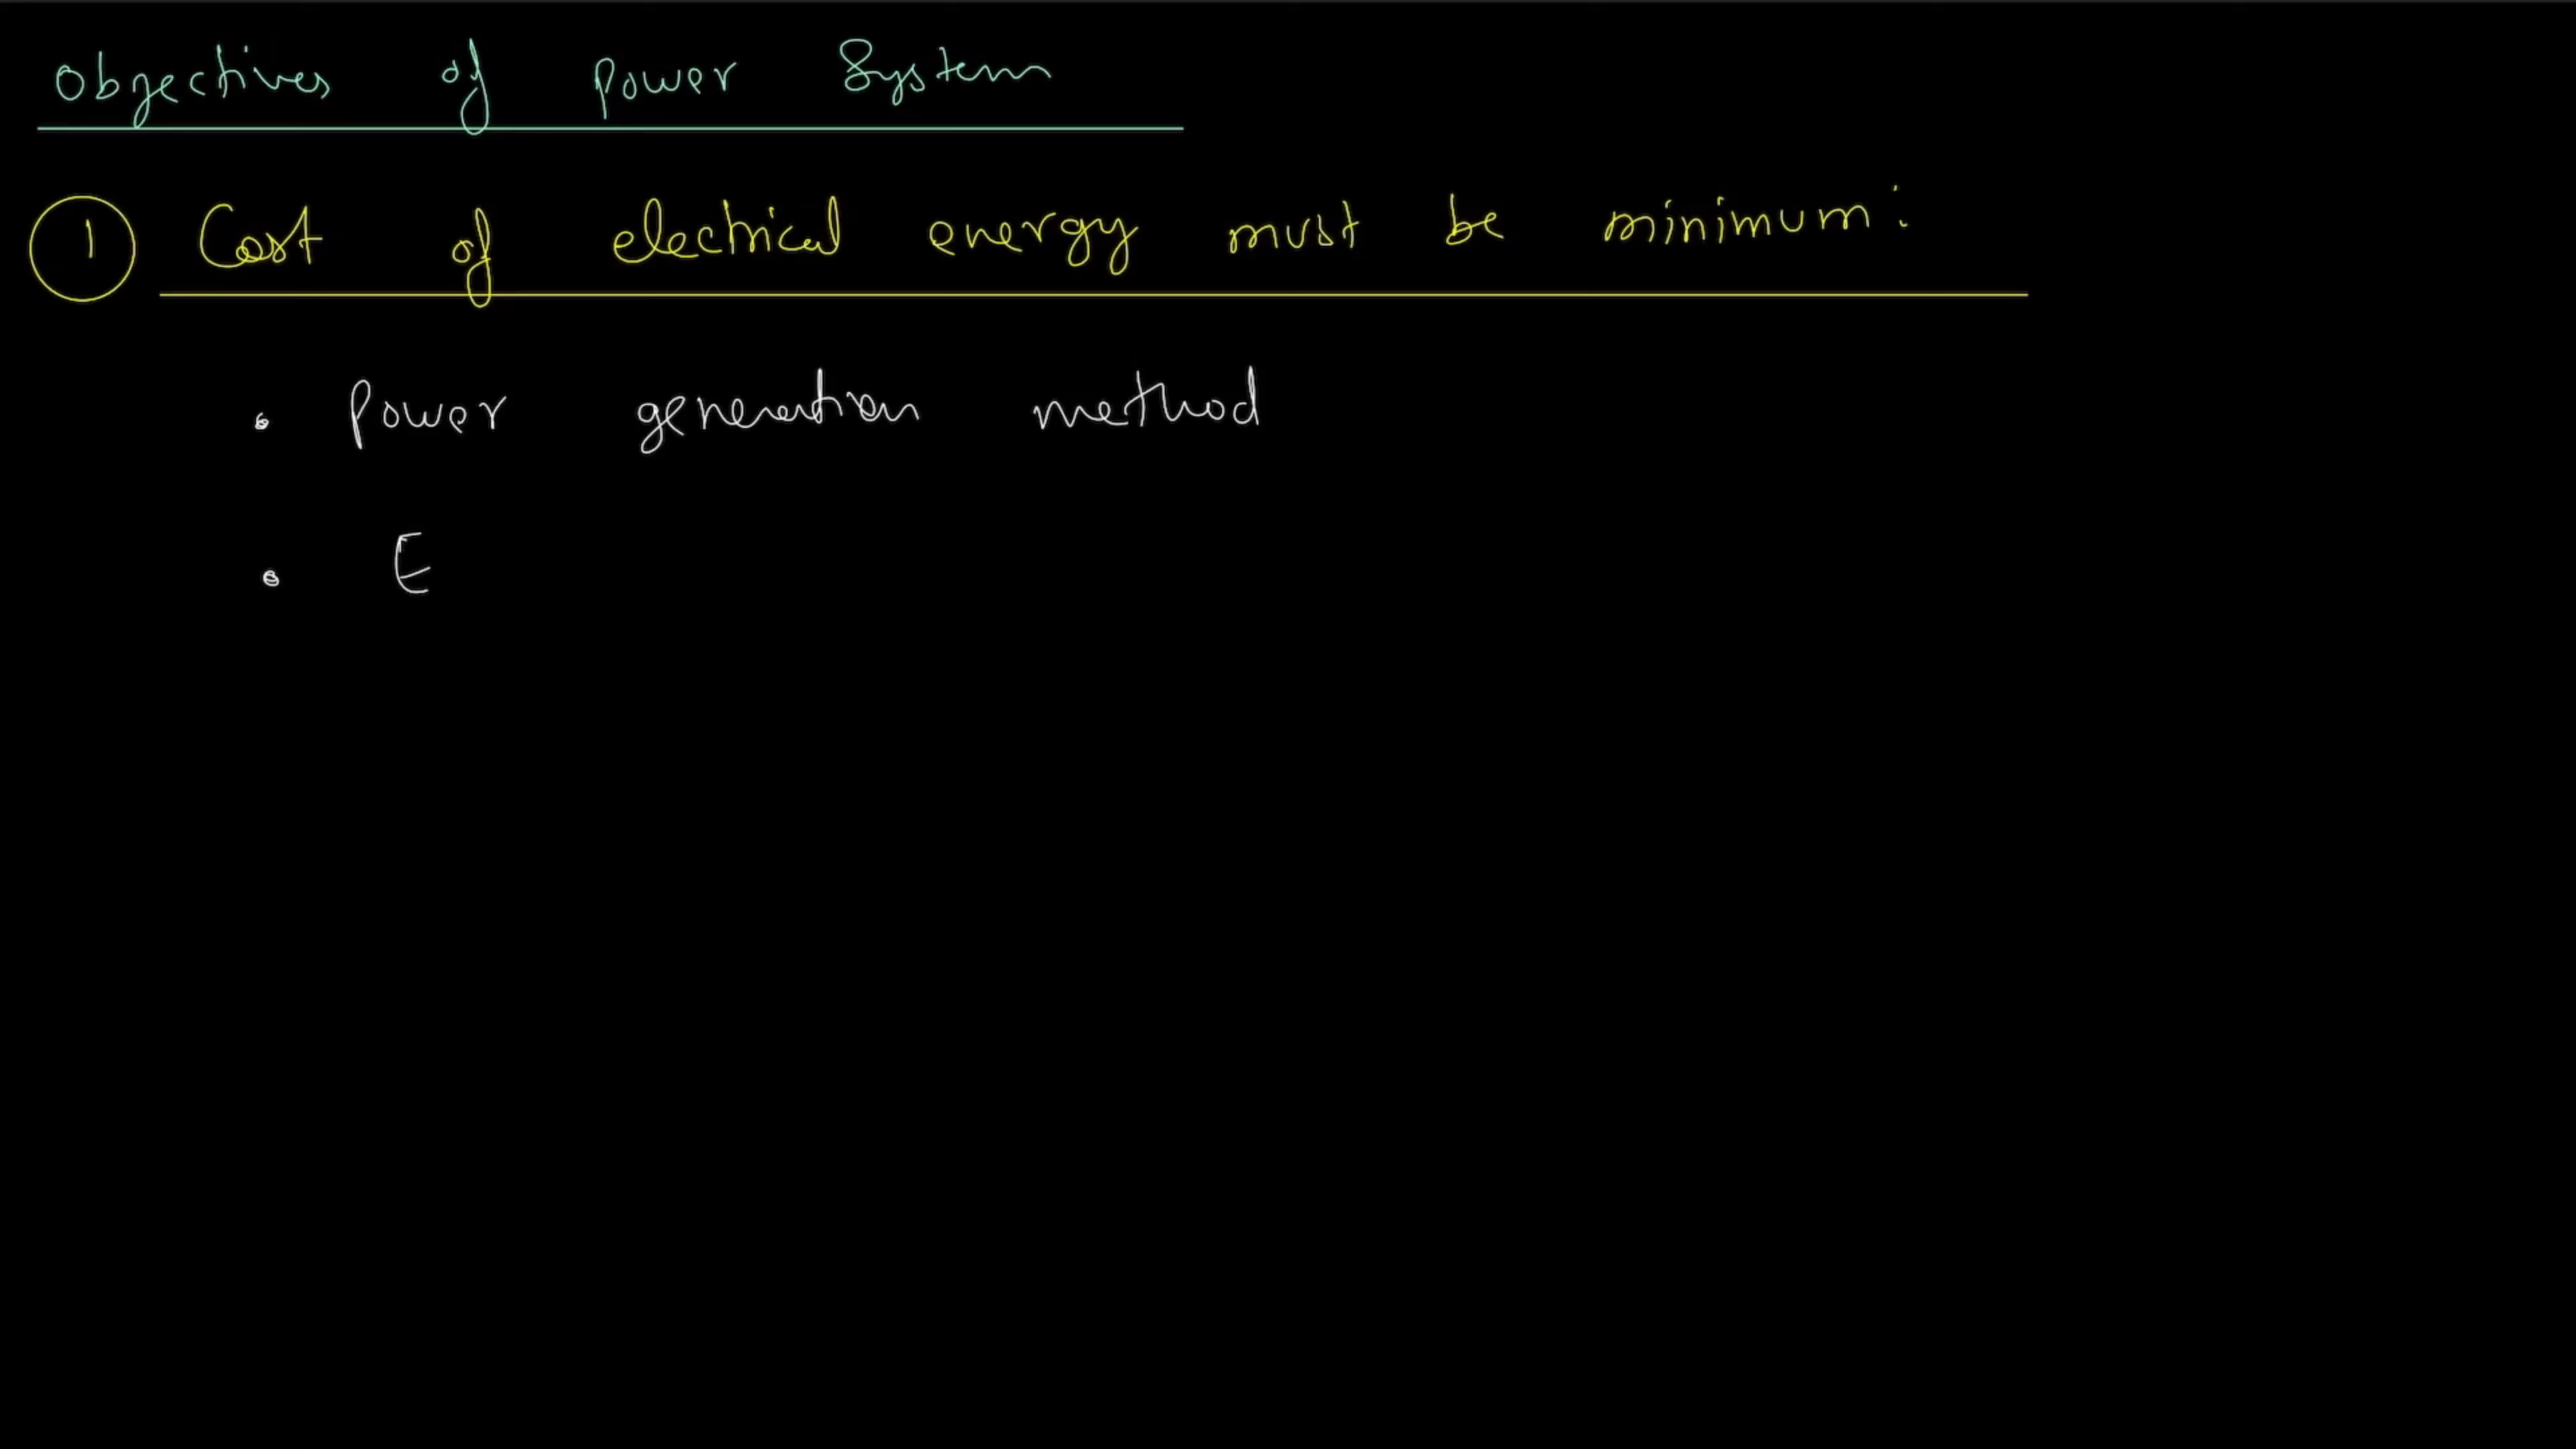 Objectives of Power System
1 Cost of electrical energy must be minimum:
• Power generation method
• E